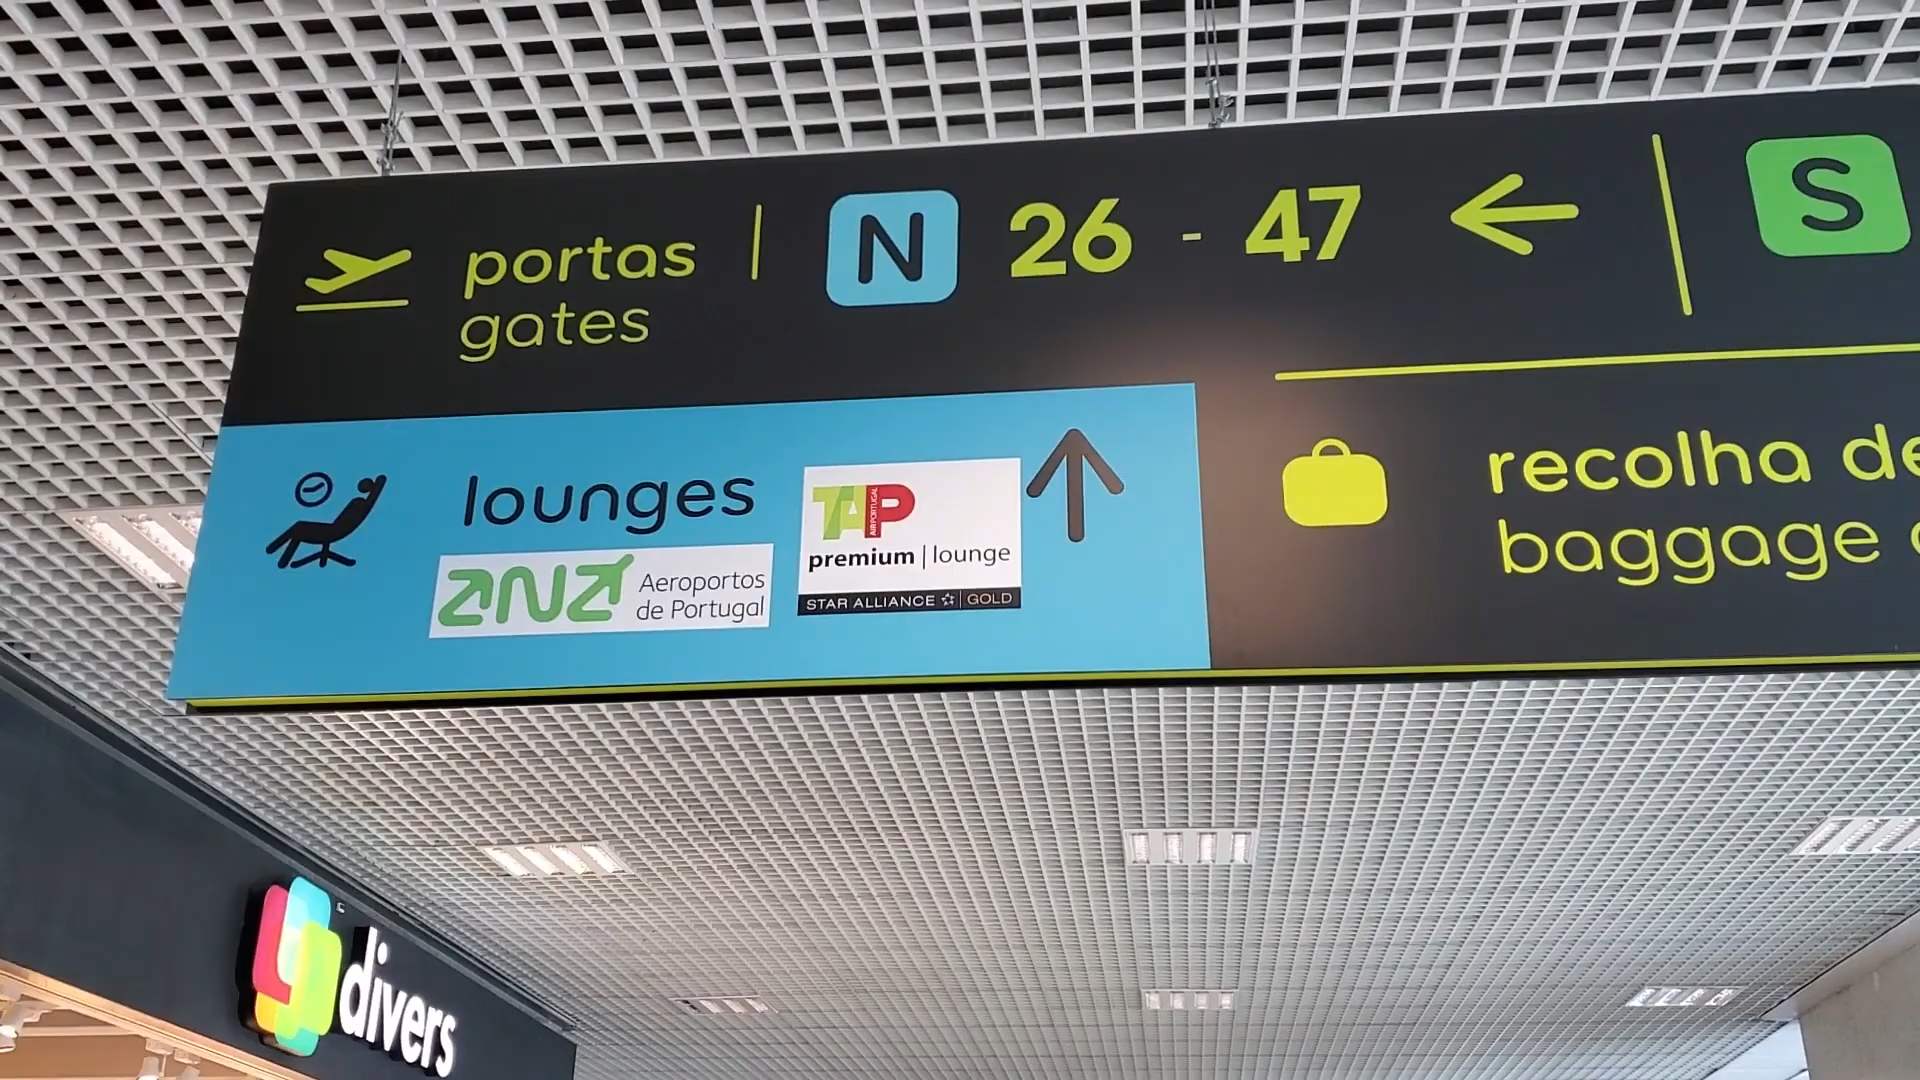 portas
gates
N 26 - 47
S
lounges
ana Aeroportos
de Portugal
TAP
AIR PORTUGAL
premium | lounge
STAR ALLIANCE | GOLD
recolha de
baggage
divers